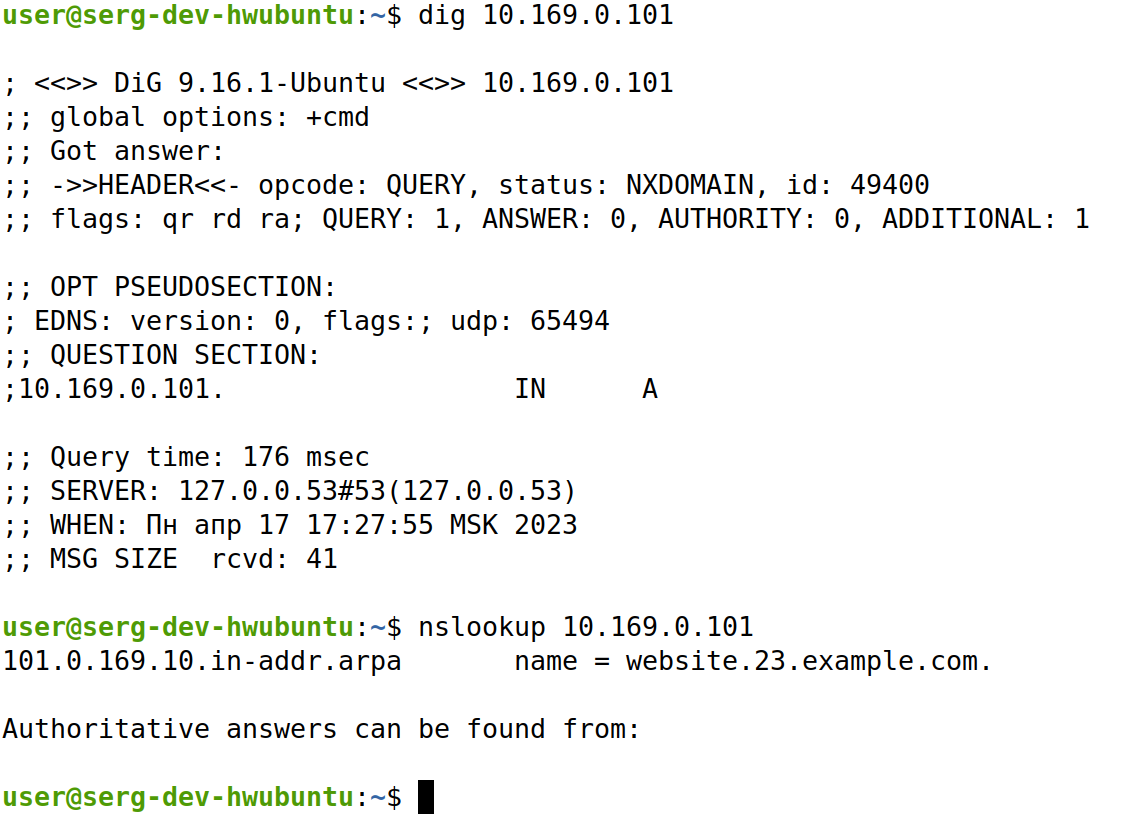 user@serg-dev-hwubuntu:~$ dig 10.169.0.101
; <<>> DiG 9.16.1-Ubuntu <<>> 10.169.0.101
;; global options: +cmd
;; Got answer:
;; ->>HEADER<<- opcode: QUERY, status: NXDOMAIN, id: 49400
;; flags: qr rd ra; QUERY: 1, ANSWER: 0, AUTHORITY: 0, ADDITIONAL: 1
;; OPT PSEUDOSECTION:
; EDNS: version: 0, flags:; udp: 65494
;; QUESTION SECTION:
;10.169.0.101.                  IN      A
;; Query time: 176 msec
;; SERVER: 127.0.0.53#53(127.0.0.53)
;; WHEN: Пн апр 17 17:27:55 MSK 2023
;; MSG SIZE  rcvd: 41
user@serg-dev-hwubuntu:~$ nslookup 10.169.0.101
101.0.169.10.in-addr.arpa       name = website.23.example.com.
Authoritative answers can be found from:
user@serg-dev-hwubuntu:~$